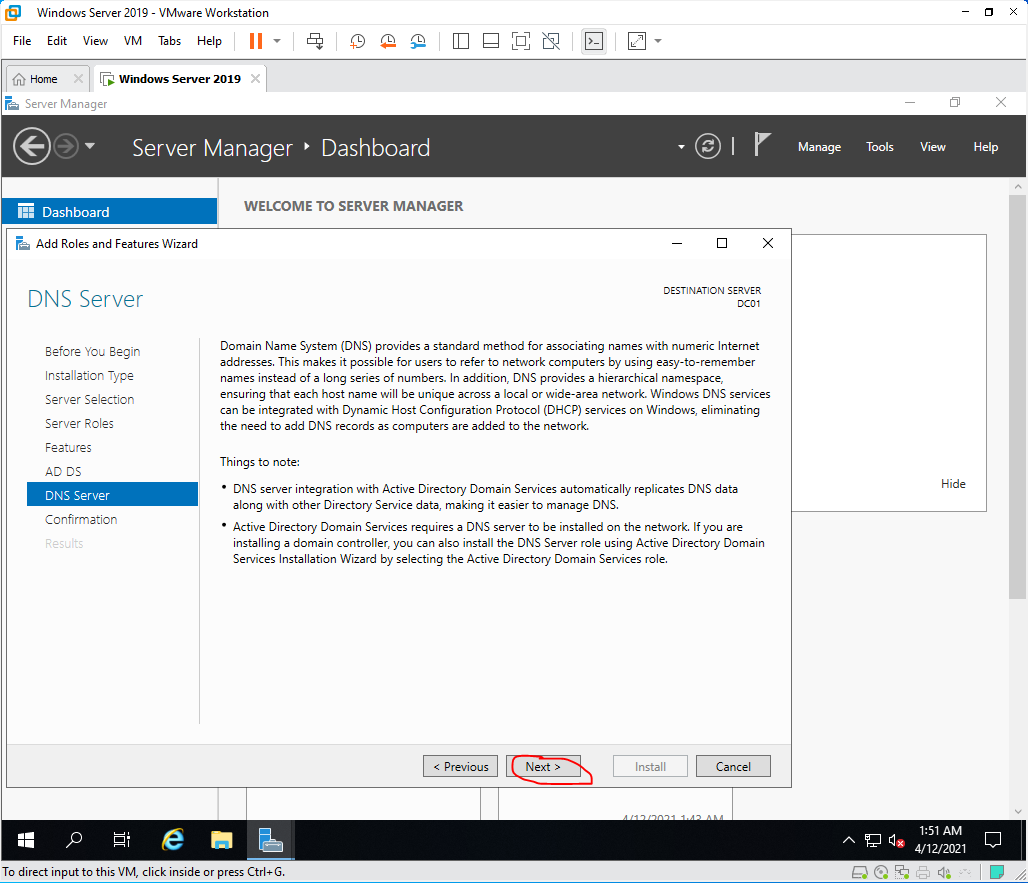 Windows Server 2019 - VMware Workstation
File Edit View VM Tabs Help
Home
Windows Server 2019
Server Manager
Server Manager Dashboard
Manage Tools View Help
Dashboard
WELCOME TO SERVER MANAGER
Add Roles and Features Wizard
DNS Server
DESTINATION SERVER
DC01
Before You Begin
Installation Type
Server Selection
Server Roles
Features
AD DS
DNS Server
Confirmation
Results
Domain Name System (DNS) provides a standard method for associating names with numeric Internet
addresses. This makes it possible for users to refer to network computers by using easy-to-remember
names instead of a long series of numbers. In addition, DNS provides a hierarchical namespace,
ensuring that each host name will be unique across a local or wide-area network. Windows DNS services
can be integrated with Dynamic Host Configuration Protocol (DHCP) services on Windows, eliminating
the need to add DNS records as computers are added to the network.
Things to note:
• DNS server integration with Active Directory Domain Services automatically replicates DNS data
along with other Directory Service data, making it easier to manage DNS.
• Active Directory Domain Services requires a DNS server to be installed on the network. If you are
installing a domain controller, you can also install the DNS Server role using Active Directory Domain
Services Installation Wizard by selecting the Active Directory Domain Services role.
Hide
< Previous
Next >
Install
Cancel
4/12/2021 1:43 AM
1:51 AM
4/12/2021
To direct input to this VM, click inside or press Ctrl+G.